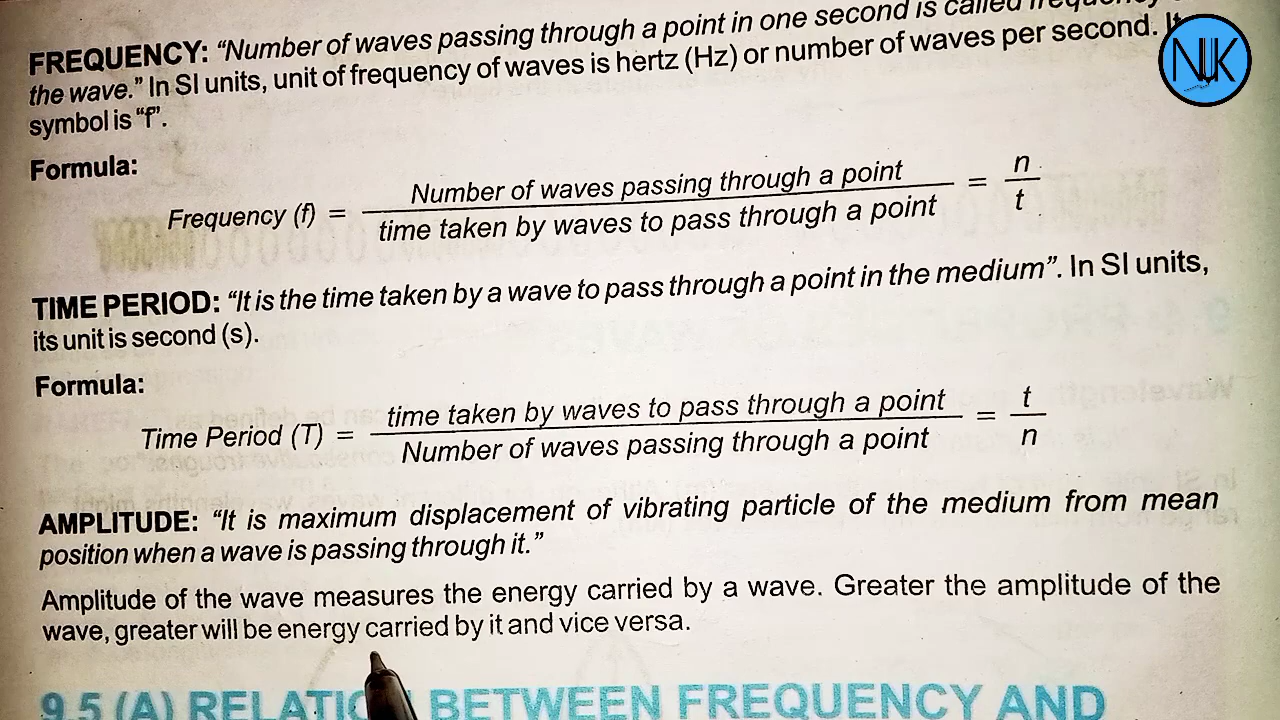 FREQUENCY: “Number of waves passing through a point in one second is called frequency
the wave.” In SI units, unit of frequency of waves is hertz (Hz) or number of waves per second. It
symbol is “f”.
Formula:
Frequency (f) = Number of waves passing through a point / time taken by waves to pass through a point = n / t
TIME PERIOD: “It is the time taken by a wave to pass through a point in the medium”. In SI units,
its unit is second (s).
Formula:
Time Period (T) = time taken by waves to pass through a point / Number of waves passing through a point = t / n
AMPLITUDE: “It is maximum displacement of vibrating particle of the medium from mean
position when a wave is passing through it.”
Amplitude of the wave measures the energy carried by a wave. Greater the amplitude of the
wave, greater will be energy carried by it and vice versa.
9.5 (A) RELATION BETWEEN FREQUENCY AND
NUK